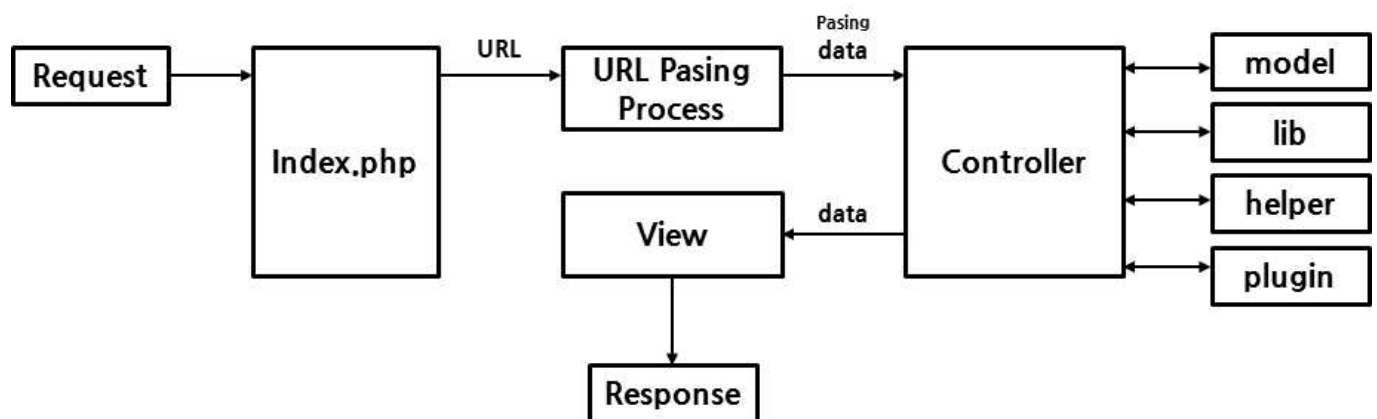 Request
Index.php
URL
URL Pasing
Process
Pasing
data
Controller
model
lib
helper
plugin
data
View
Response